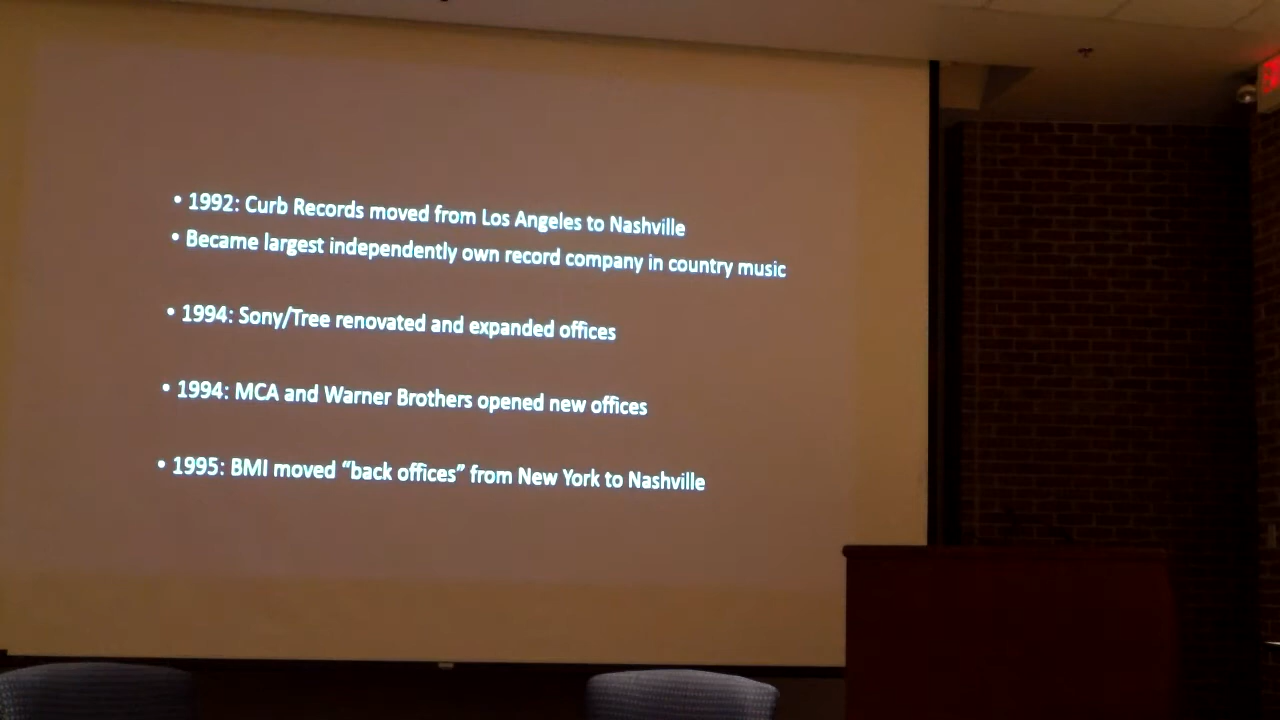 • 1992: Curb Records moved from Los Angeles to Nashville
• Became largest independently own record company in country music
• 1994: Sony/Tree renovated and expanded offices
• 1994: MCA and Warner Brothers opened new offices
• 1995: BMI moved “back offices” from New York to Nashville